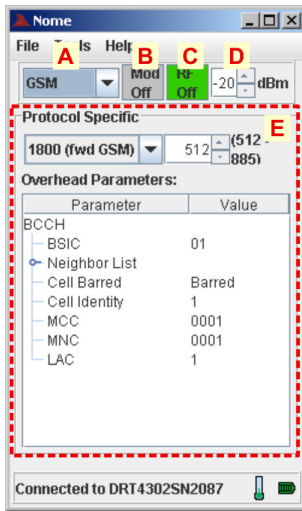 Nome
File Tools Help
A B C D
GSM Mod Off RF Off -20 dBm
Protocol Specific
E
1800 (fwd GSM) 512 (512 - 885)
Overhead Parameters:
Parameter Value
BCCH
BSIC 01
Neighbor List
Cell Barred Barred
Cell Identity 1
MCC 0001
MNC 0001
LAC 1
Connected to DRT4302SN2087